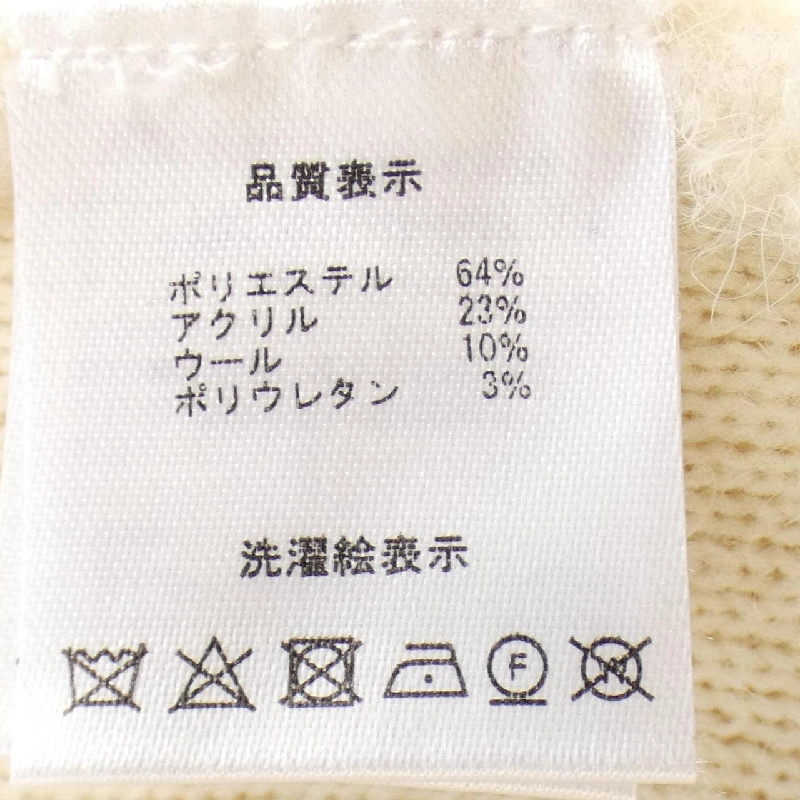 品質表示
ポリエステル 64%
アクリル 23%
ウール 10%
ポリウレタン 3%
洗濯絵表示
F W